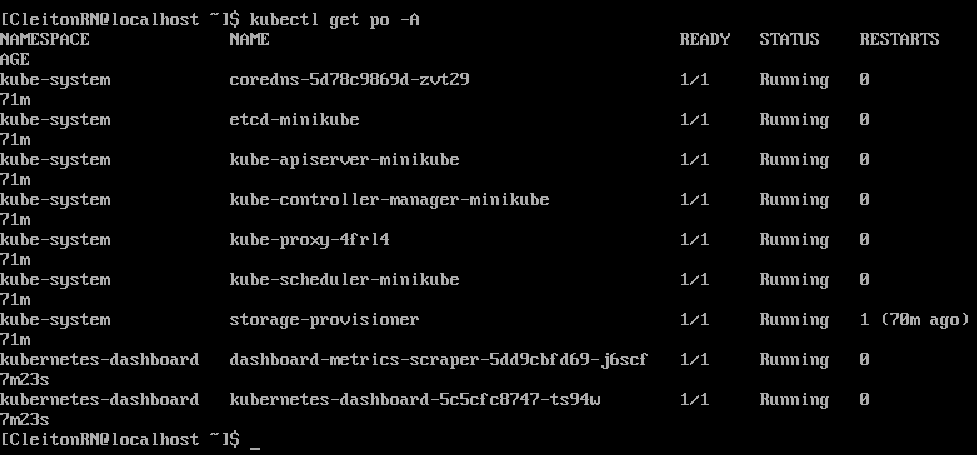 [CleitonRN@localhost ~]$ kubectl get po -A
NAMESPACE NAME READY STATUS RESTARTS
AGE
kube-system coredns-5d78c9869d-zvt29 1/1 Running 0
71m
kube-system etcd-minikube 1/1 Running 0
71m
kube-system kube-apiserver-minikube 1/1 Running 0
71m
kube-system kube-controller-manager-minikube 1/1 Running 0
71m
kube-system kube-proxy-4frl4 1/1 Running 0
71m
kube-system kube-scheduler-minikube 1/1 Running 0
71m
kube-system storage-provisioner 1/1 Running 1 (70m ago)
71m
kubernetes-dashboard dashboard-metrics-scraper-5dd9cbfd69-j6scf 1/1 Running 0
7m23s
kubernetes-dashboard kubernetes-dashboard-5c5cfc8747-ts94w 1/1 Running 0
7m23s
[CleitonRN@localhost ~]$ _